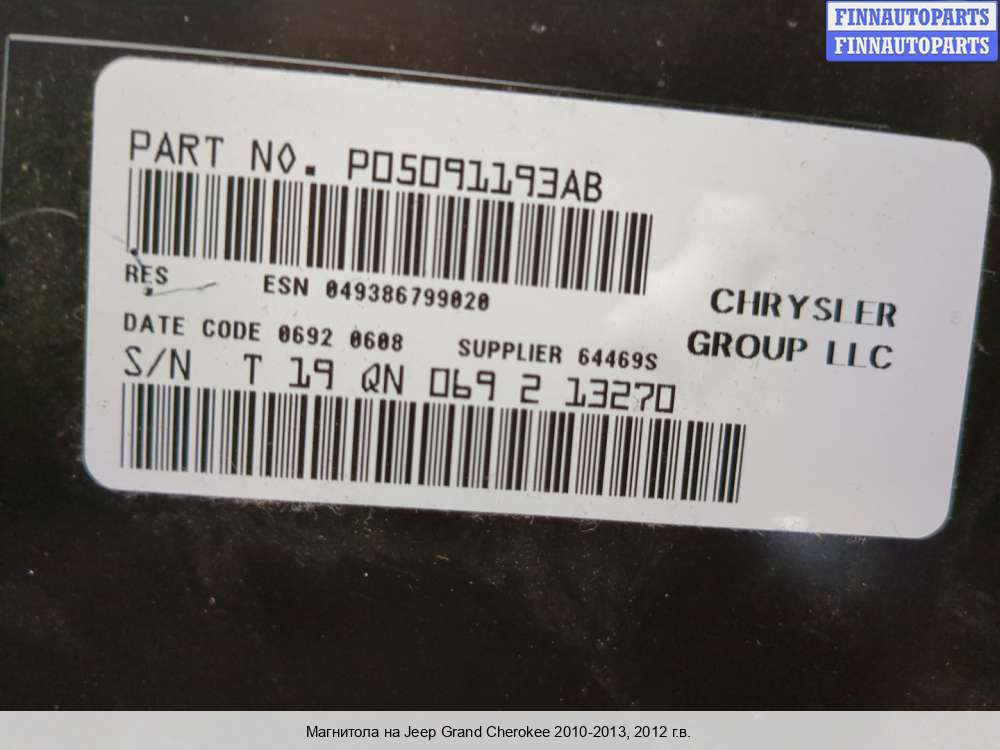 FINNAUTOPARTS
FINNAUTOPARTS
PART NO. P05091193AB
RES ESN 049386799020
DATE CODE 0692 0608 SUPPLIER 64469S
S/N T 19 QN 069 2 13270
CHRYSLER
GROUP LLC
Магнитола на Jeep Grand Cherokee 2010-2013, 2012 г.в.